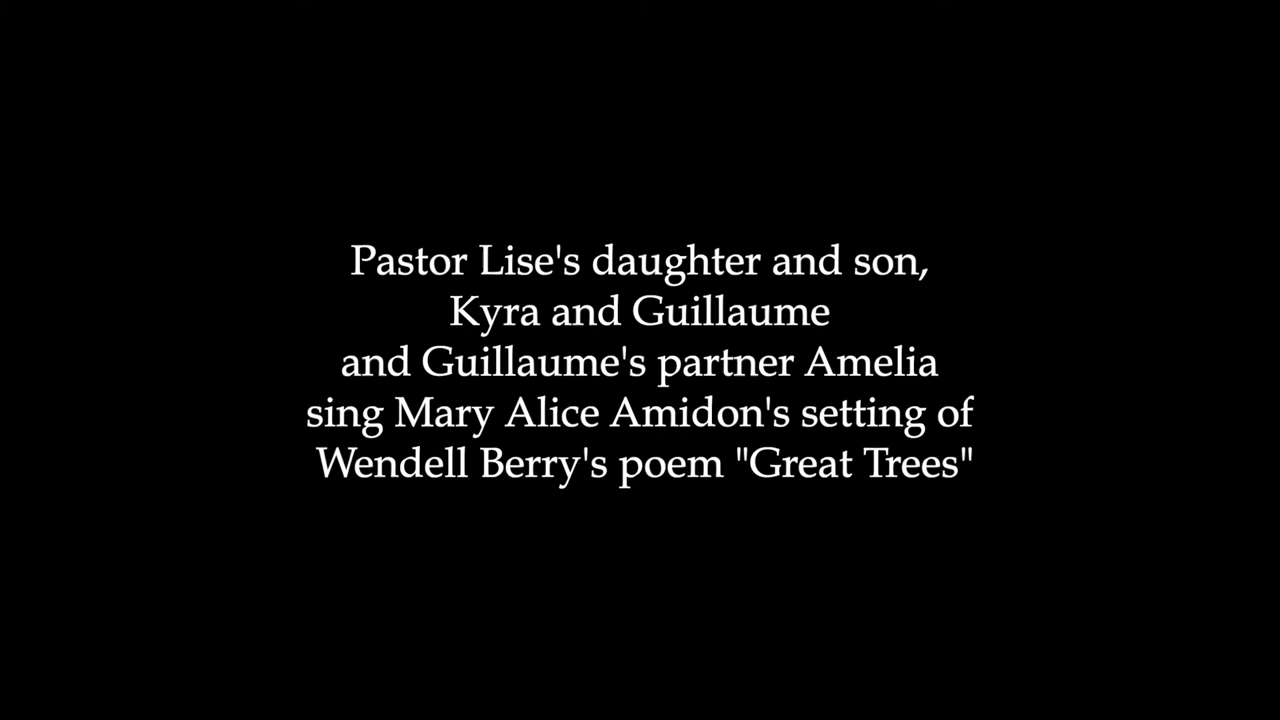 Pastor Lise's daughter and son,
Kyra and Guillaume
and Guillaume's partner Amelia
sing Mary Alice Amidon's setting of
Wendell Berry's poem "Great Trees"